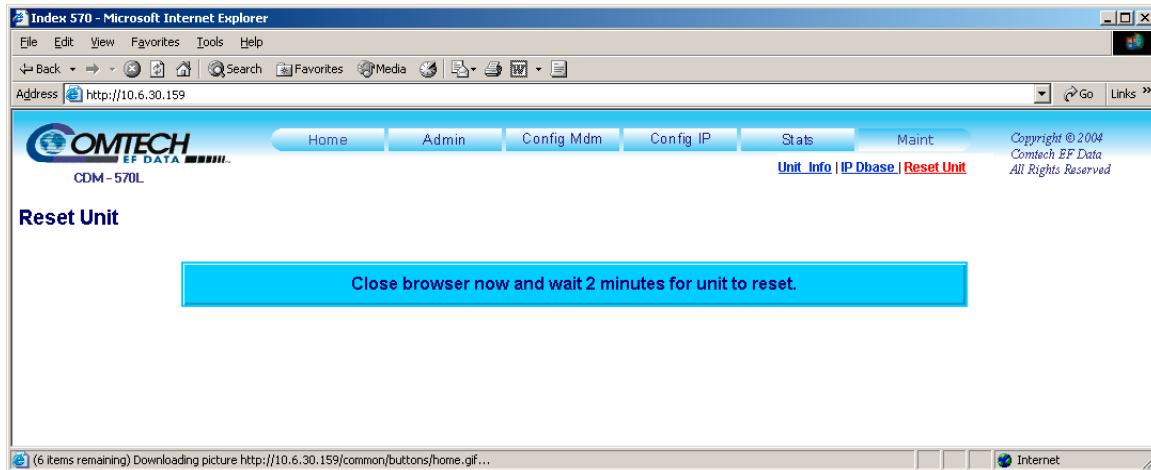 Index 570 - Microsoft Internet Explorer
File Edit View Favorites Tools Help
Back Search Favorites Media
Address http://10.6.30.159 Go Links »
COMTECH
EF DATA
CDM - 570L
Home Admin Config Mdm Config IP Stats Maint
Unit Info | IP Dbase | Reset Unit
Copyright © 2004
Comtech EF Data
All Rights Reserved
Reset Unit
Close browser now and wait 2 minutes for unit to reset.
(6 items remaining) Downloading picture http://10.6.30.159/common/buttons/home.gif... Internet